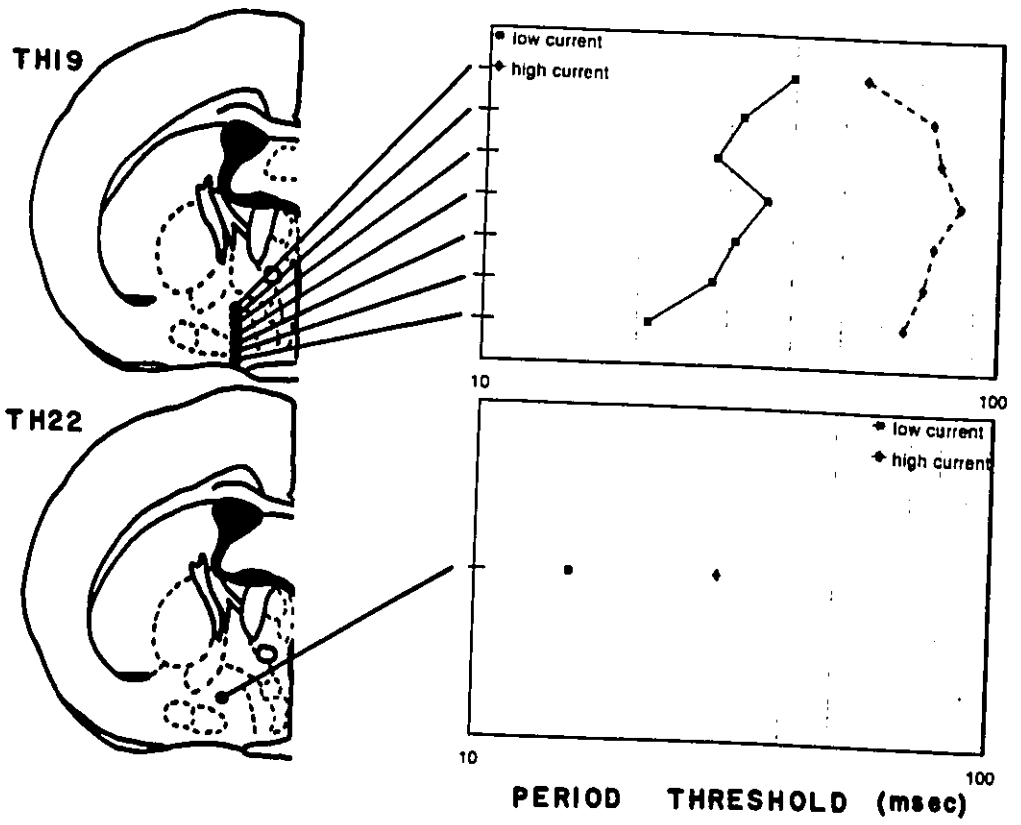 TH19
low current
high current
10
100
TH22
low current
high current
10
100
PERIOD THRESHOLD (msec)